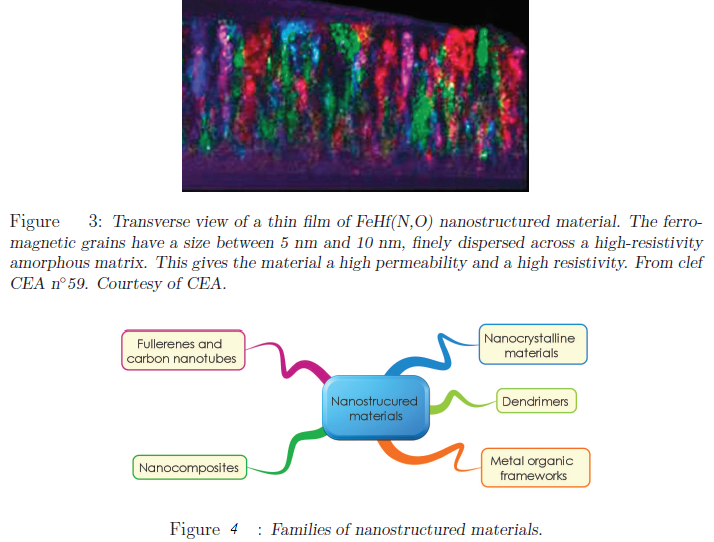 Figure 3: Transverse view of a thin film of FeHf(N,O) nanostructured material. The ferro-
magnetic grains have a size between 5 nm and 10 nm, finely dispersed across a high-resistivity
amorphous matrix. This gives the material a high permeability and a high resistivity. From clef
CEA n°59. Courtesy of CEA.
Fullerenes and
carbon nanotubes
Nanocrystalline
materials
Nanostrucured
materials
Dendrimers
Nanocomposites
Metal organic
frameworks
Figure 4 : Families of nanostructured materials.